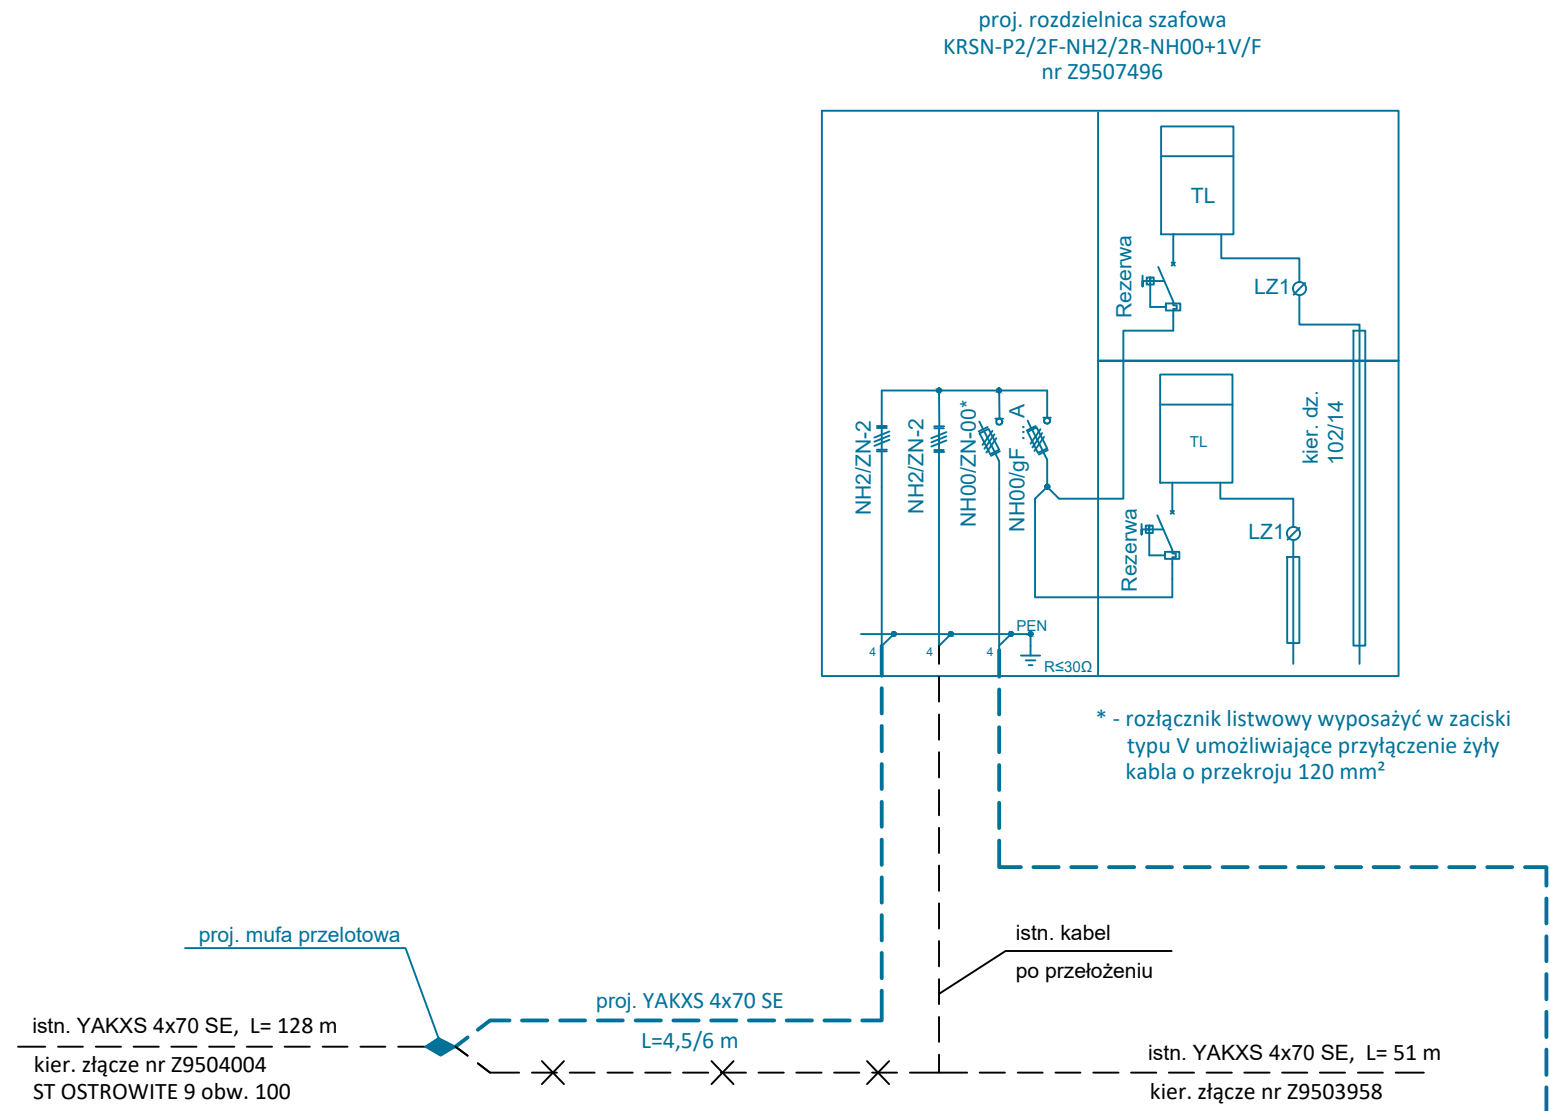 proj. rozdzielnica szafowa
KRSN-P2/2F-NH2/2R-NH00+1V/F
nr Z9507496
TL
Rezerwa
LZ1
kier. dz.
102/14
TL
Rezerwa
LZ1
NH2/ZN-2
NH2/ZN-2
NH00/ZN-00*
NH00/gF ...A
PEN
4
4
4
R≤30Ω
* - rozłącznik listwowy wyposażyć w zaciski
typu V umożliwiające przyłączenie żyły
kabla o przekroju 120 mm²
proj. mufa przelotowa
istn. kabel
po przełożeniu
proj. YAKXS 4x70 SE
L=4,5/6 m
istn. YAKXS 4x70 SE, L= 128 m
kier. złącze nr Z9504004
ST OSTROWITE 9 obw. 100
istn. YAKXS 4x70 SE, L= 51 m
kier. złącze nr Z9503958